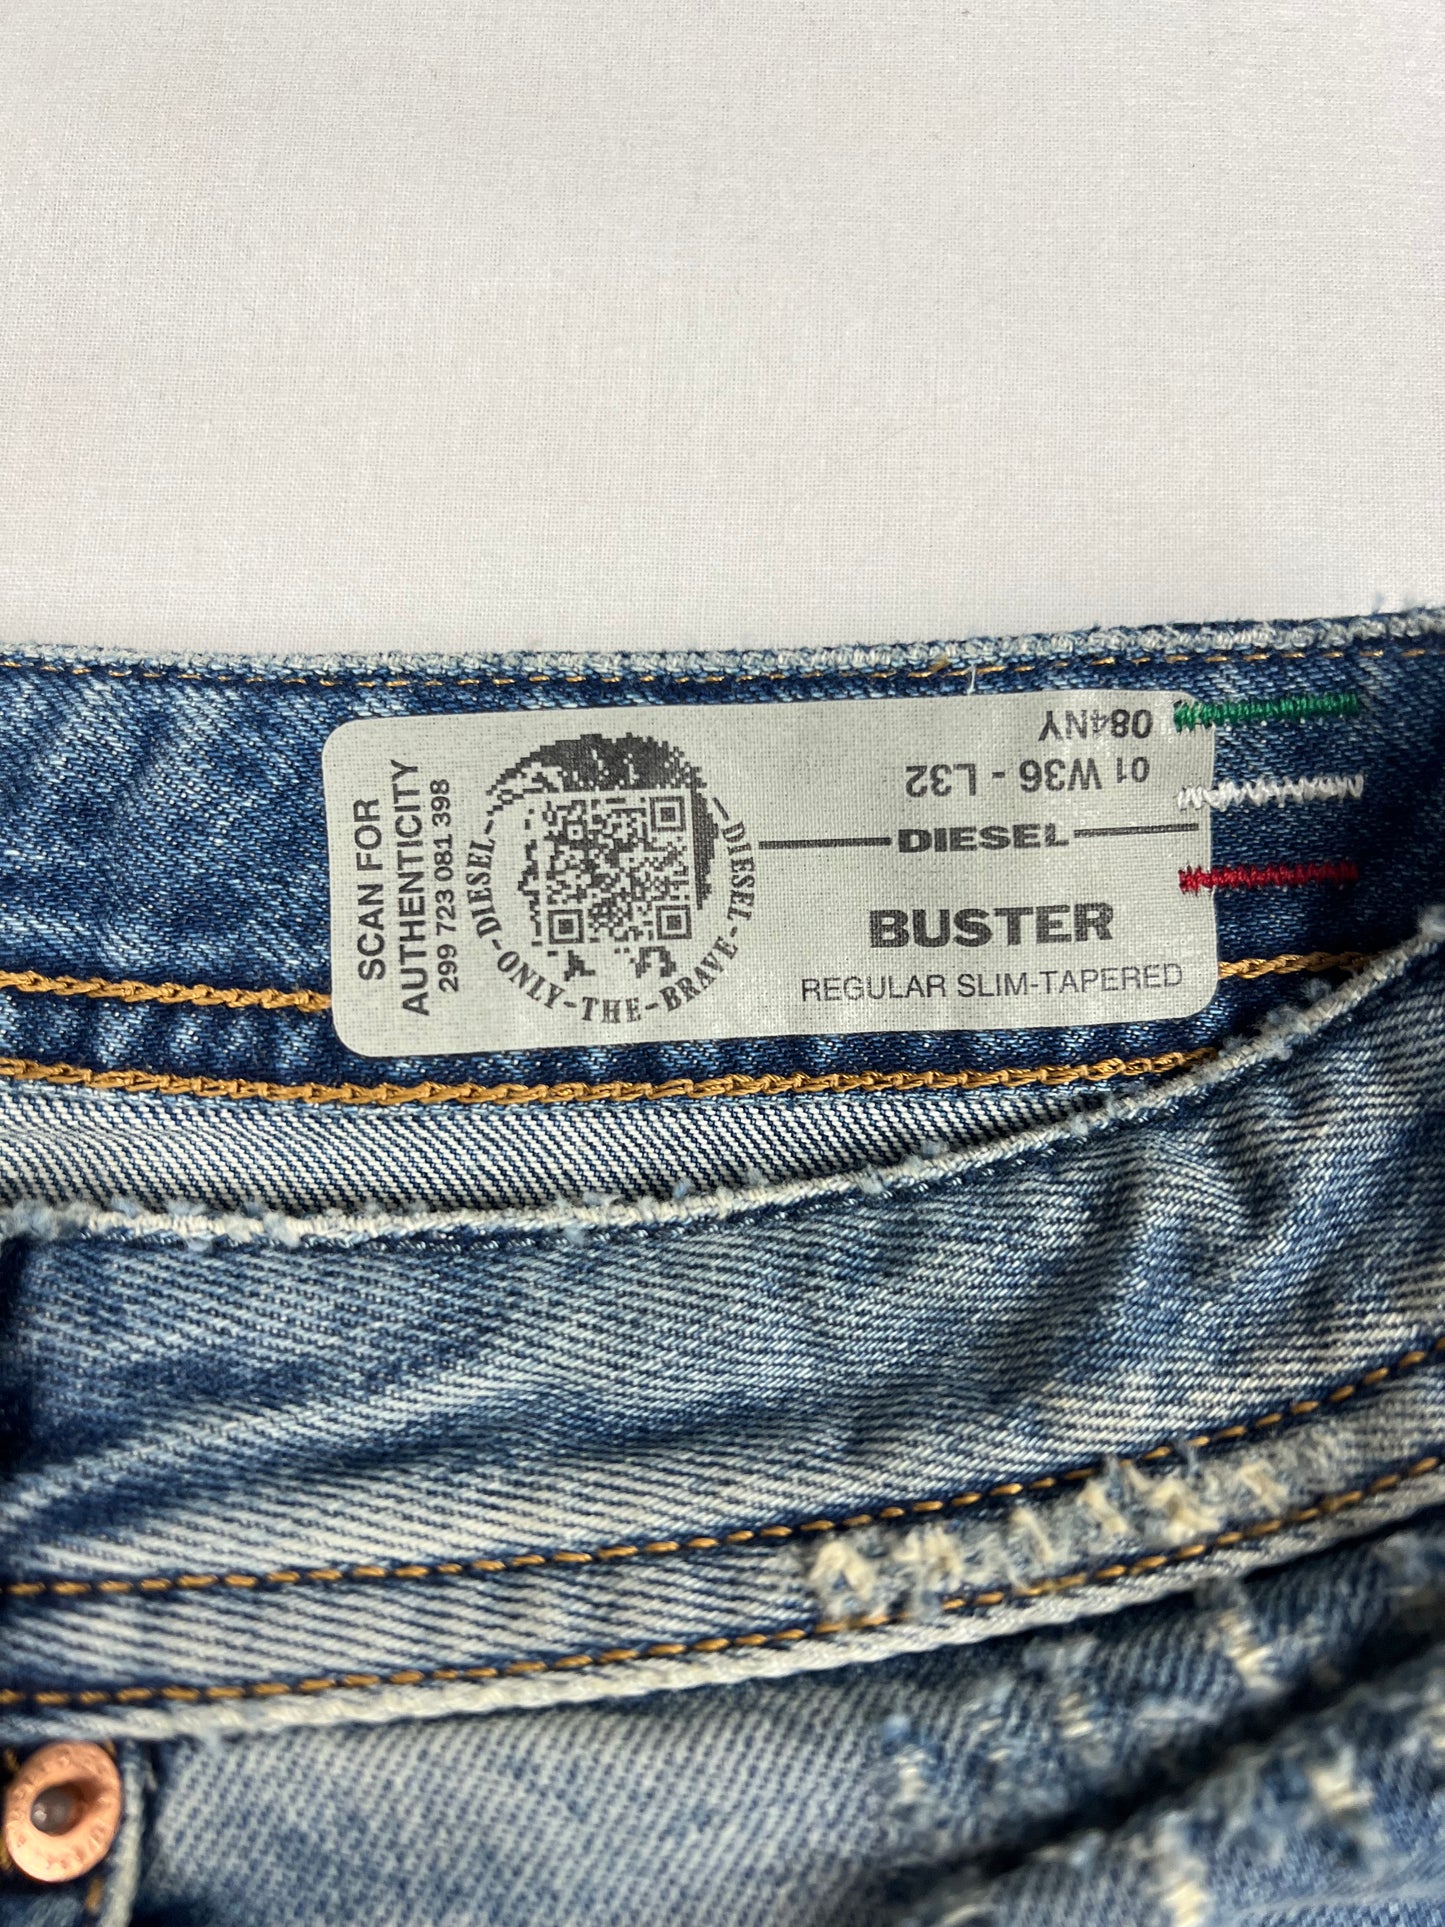 SCAN FOR
AUTHENTICITY
299 723 081 398
DIESEL-ONLY-THE-BRAVE-DIESEL
084NY
01 W36 - L32
DIESEL
BUSTER
REGULAR SLIM-TAPERED